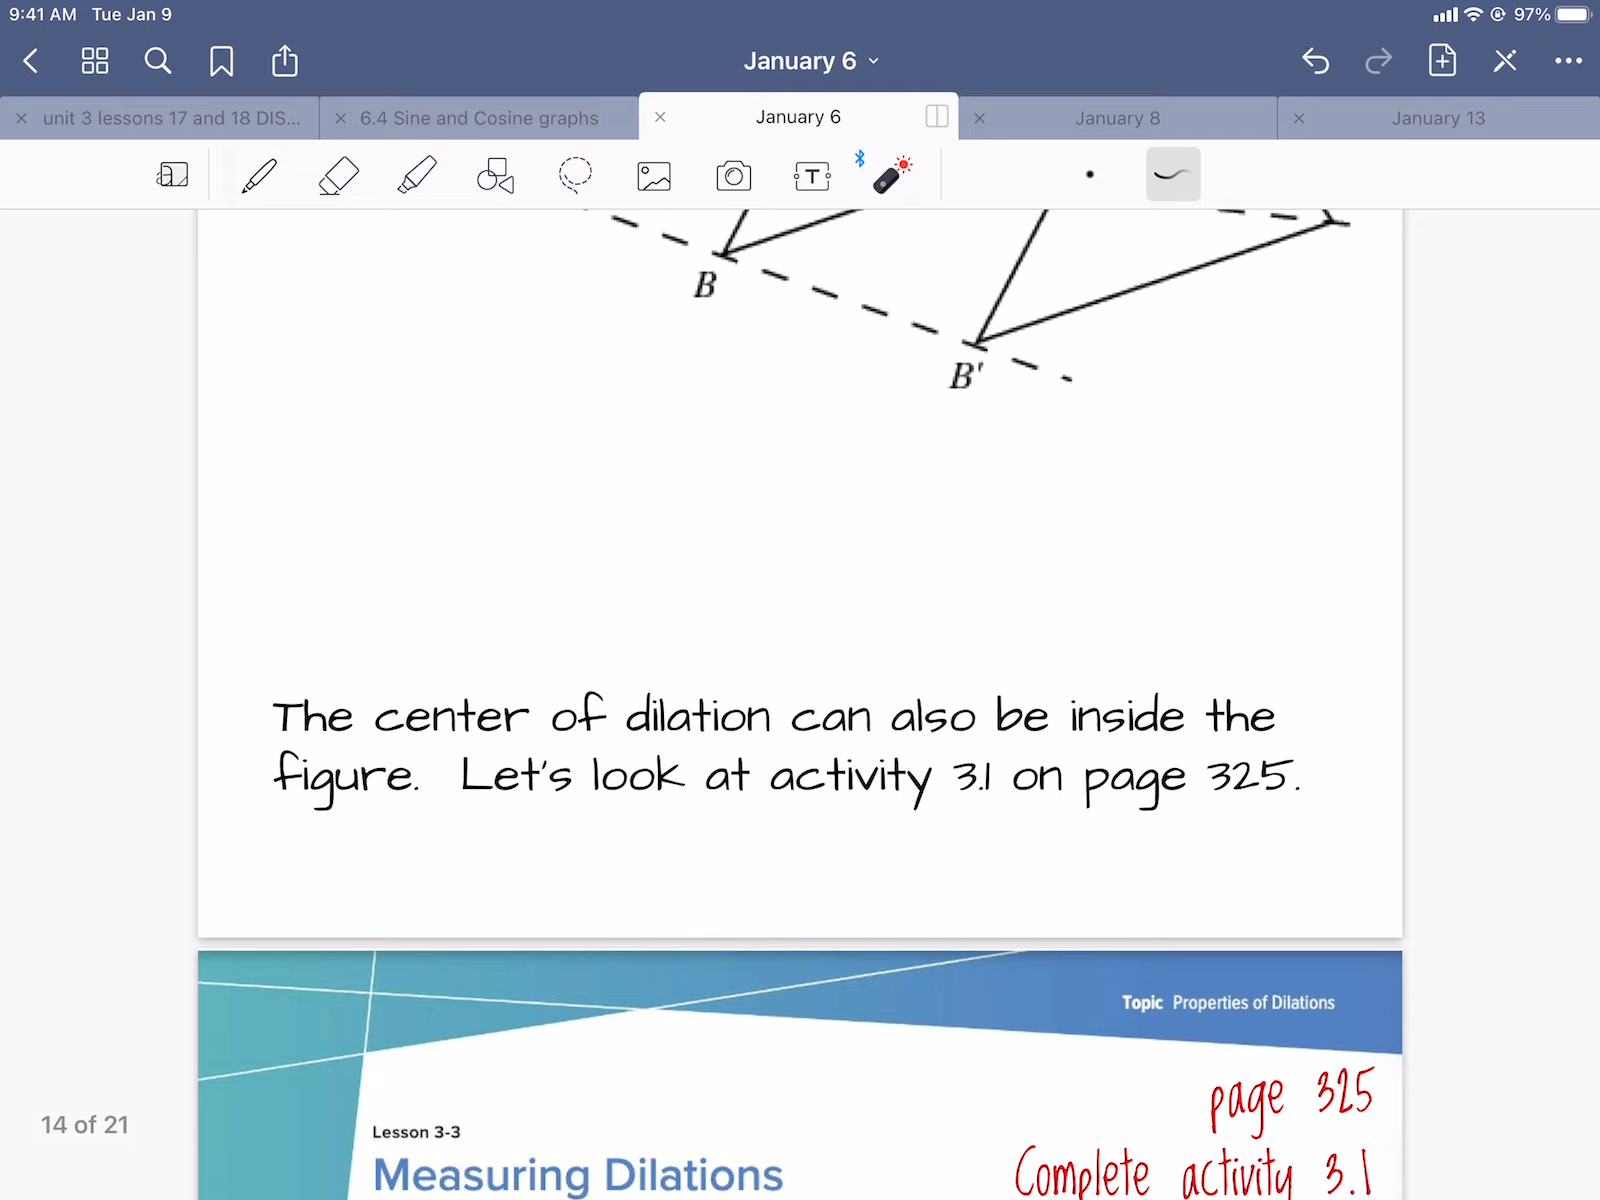 9:41 AM Tue Jan 9
97%
January 6
unit 3 lessons 17 and 18 DIS...
6.4 Sine and Cosine graphs
January 6
January 8
January 13
T
B
B'
The center of dilation can also be inside the
figure. Let's look at activity 3.1 on page 325.
Topic Properties of Dilations
page 325
14 of 21
Lesson 3-3
Measuring Dilations
Complete activity 3.1